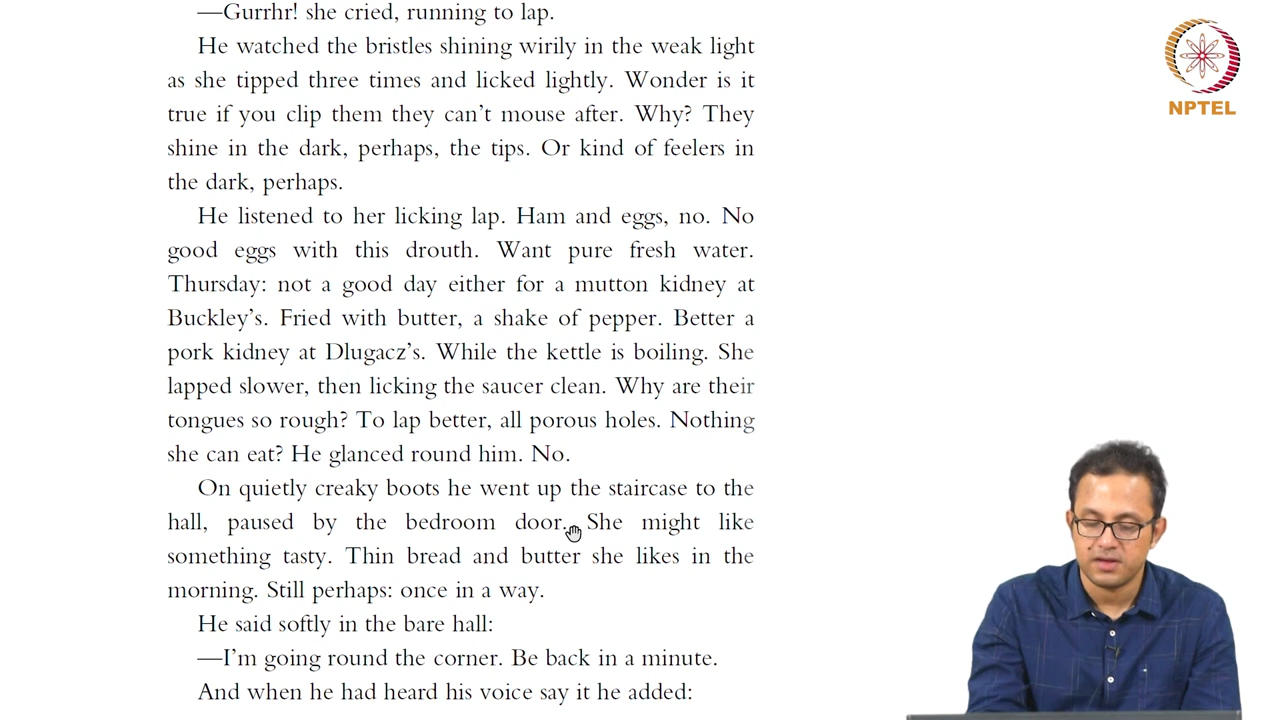 —Gurrhr! she cried, running to lap.
He watched the bristles shining wirily in the weak light
as she tipped three times and licked lightly. Wonder is it
true if you clip them they can’t mouse after. Why? They
shine in the dark, perhaps, the tips. Or kind of feelers in
the dark, perhaps.
He listened to her licking lap. Ham and eggs, no. No
good eggs with this drouth. Want pure fresh water.
Thursday: not a good day either for a mutton kidney at
Buckley’s. Fried with butter, a shake of pepper. Better a
pork kidney at Dlugacz’s. While the kettle is boiling. She
lapped slower, then licking the saucer clean. Why are their
tongues so rough? To lap better, all porous holes. Nothing
she can eat? He glanced round him. No.
On quietly creaky boots he went up the staircase to the
hall, paused by the bedroom door. She might like
something tasty. Thin bread and butter she likes in the
morning. Still perhaps: once in a way.
He said softly in the bare hall:
—I’m going round the corner. Be back in a minute.
And when he had heard his voice say it he added:
NPTEL